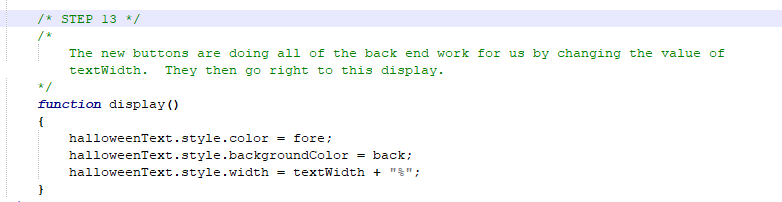 /* STEP 13 */
/*
The new buttons are doing all of the back end work for us by changing the value of
textWidth.  They then go right to this display.
*/
function display()
{
halloweenText.style.color = fore;
halloweenText.style.backgroundColor = back;
halloweenText.style.width = textWidth + "%";
}